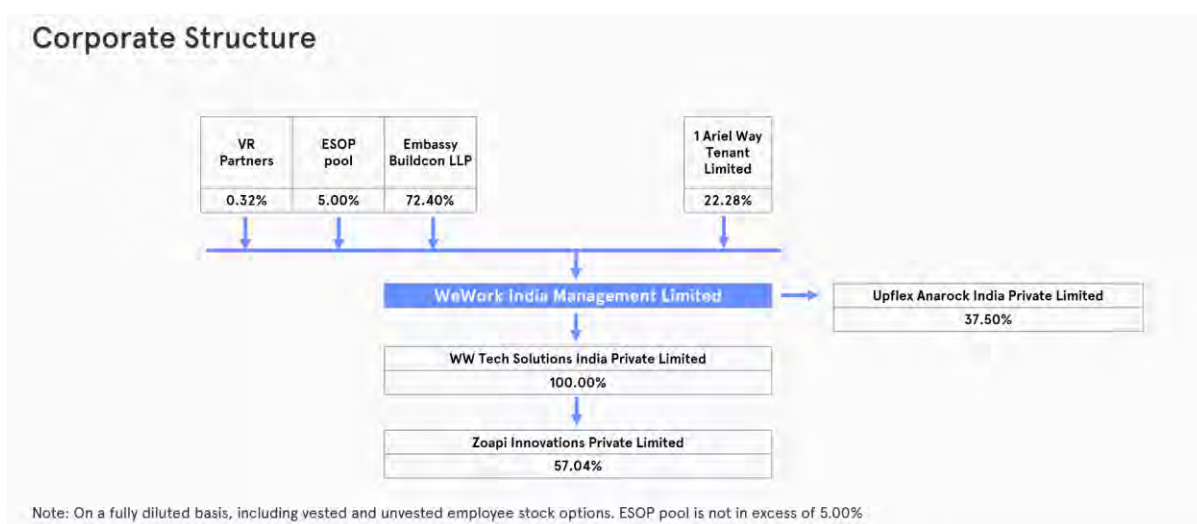 Corporate Structure
VR
Partners
ESOP
pool
Embassy
Buildcon LLP
1 Ariel Way
Tenant
Limited
0.32%
5.00%
72.40%
22.28%
WeWork India Management Limited
Upflex Anarock India Private Limited
37.50%
WW Tech Solutions India Private Limited
100.00%
Zoapi Innovations Private Limited
57.04%
Note: On a fully diluted basis, including vested and unvested employee stock options. ESOP pool is not in excess of 5.00%